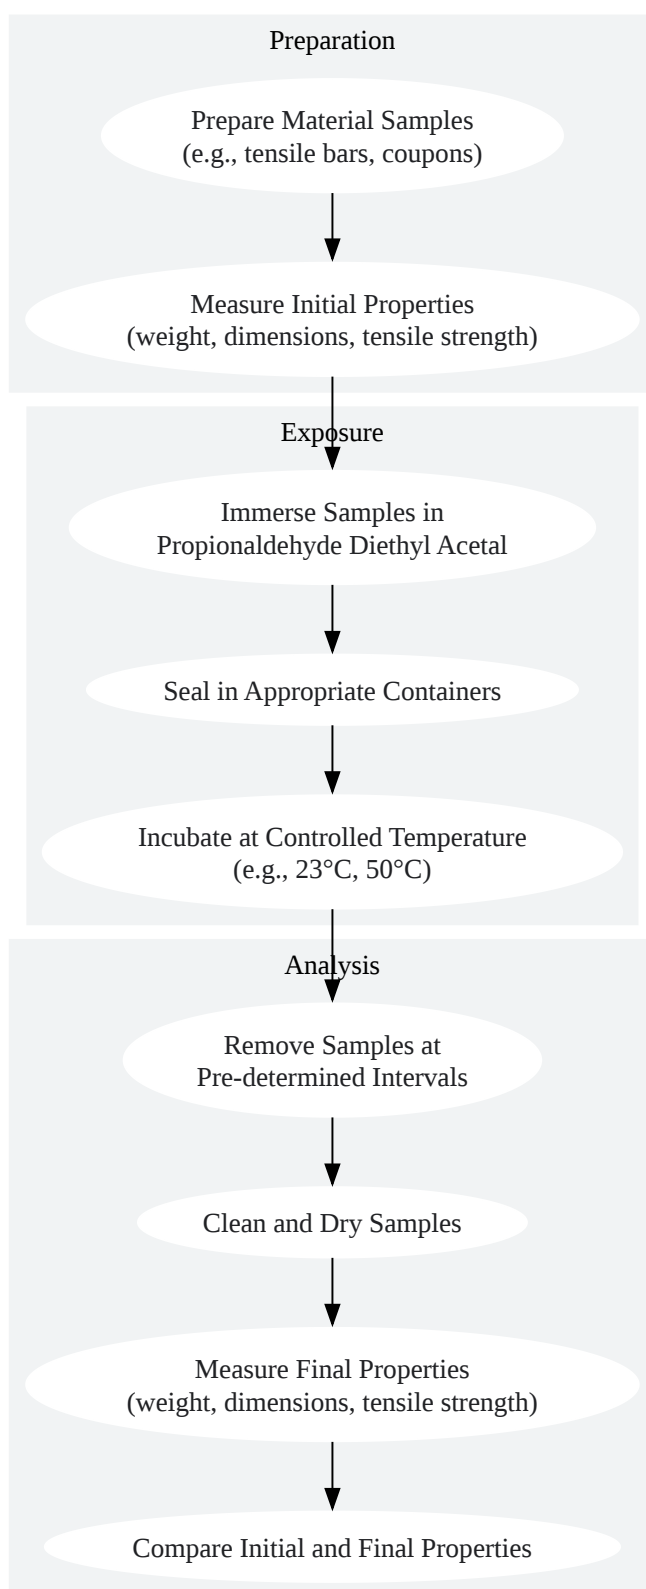 Preparation
Prepare Material Samples
(e.g., tensile bars, coupons)
Measure Initial Properties
(weight, dimensions, tensile strength)
Exposure
Immerse Samples in
Propionaldehyde Diethyl Acetal
Seal in Appropriate Containers
Incubate at Controlled Temperature
(e.g., 23°C, 50°C)
Analysis
Remove Samples at
Pre-determined Intervals
Clean and Dry Samples
Measure Final Properties
(weight, dimensions, tensile strength)
Compare Initial and Final Properties